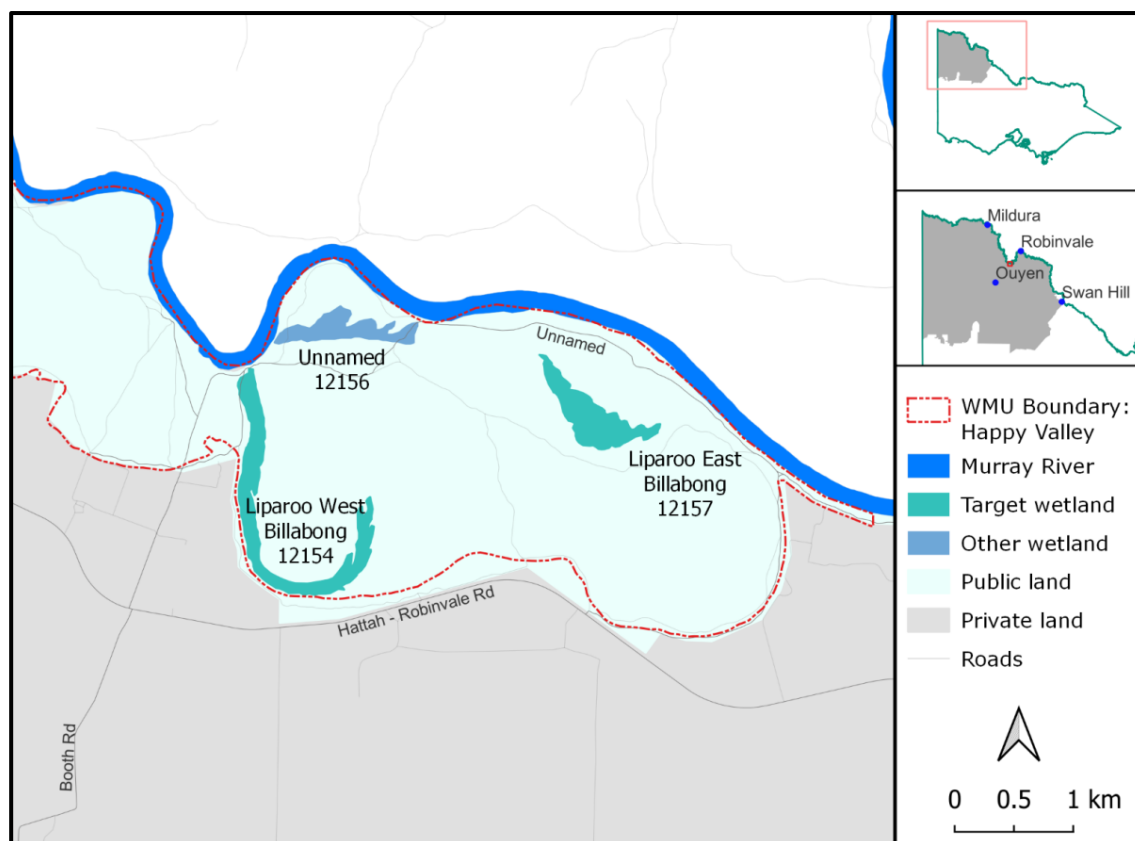 Unnamed
12156
Unnamed
Liparoo East
Billabong
12157
Liparoo West
Billabong
12154
Hattah - Robinvale Rd
Booth Rd
Mildura
Robinvale
Ouyen
Swan Hill
WMU Boundary:
Happy Valley
Murray River
Target wetland
Other wetland
Public land
Private land
Roads
0 0.5 1 km